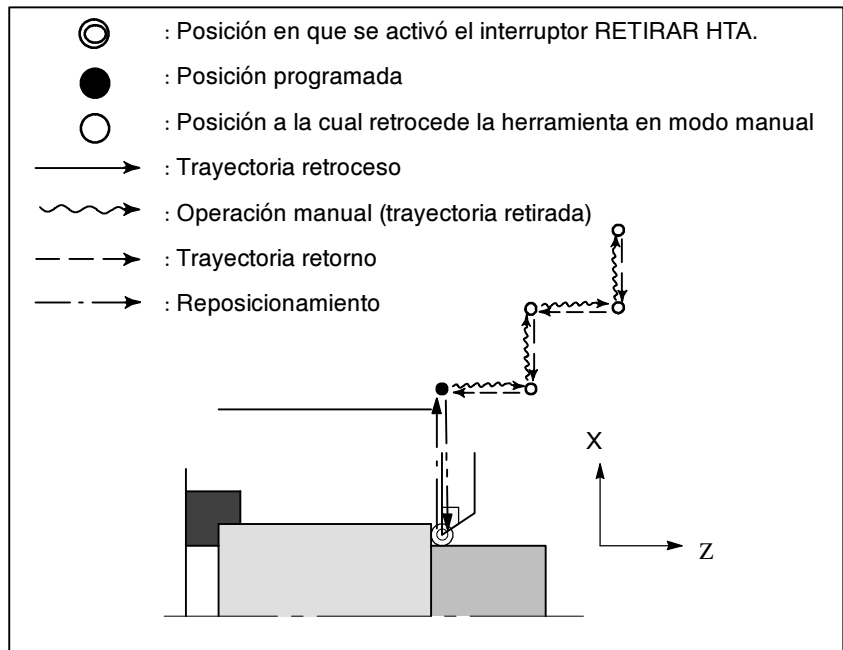 : Posición en que se activó el interruptor RETIRAR HTA.
: Posición programada
: Posición a la cual retrocede la herramienta en modo manual
: Trayectoria retroceso
: Operación manual (trayectoria retirada)
: Trayectoria retorno
: Reposicionamiento
X
Z